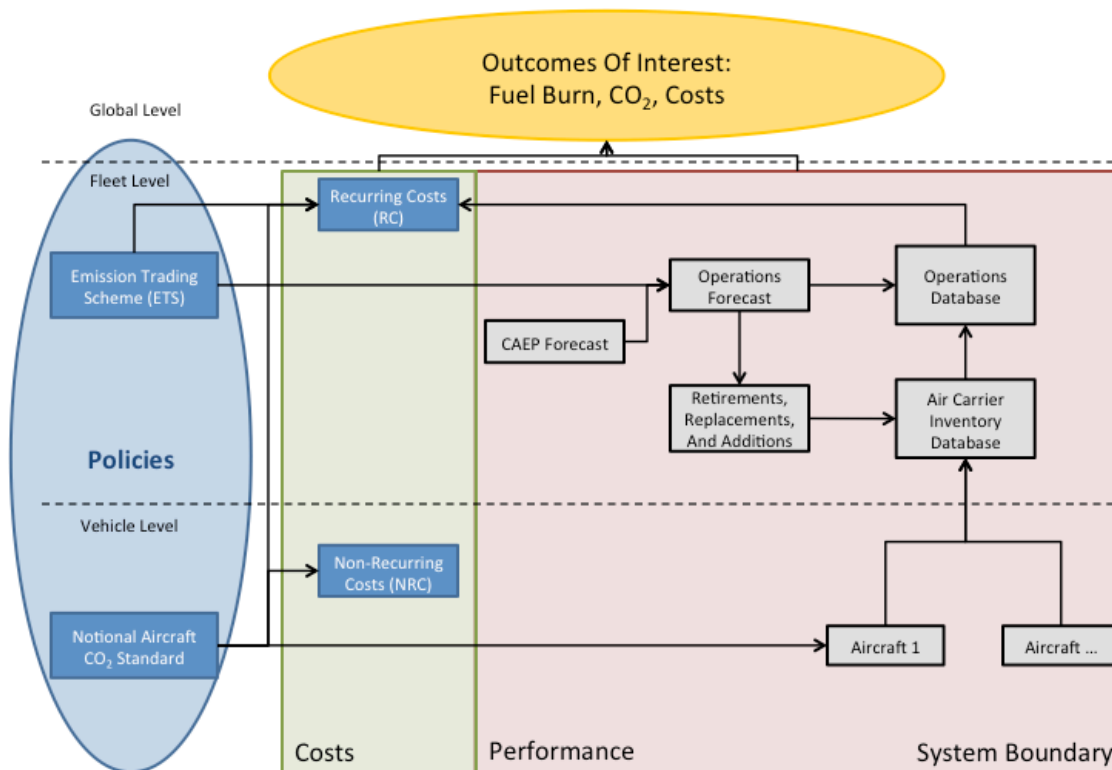 Outcomes Of Interest:
Fuel Burn, CO₂, Costs
Global Level
Fleet Level
Recurring Costs
(RC)
Emission Trading
Scheme (ETS)
Operations
Forecast
Operations
Database
CAEP Forecast
Retirements,
Replacements,
And Additions
Air Carrier
Inventory
Database
Policies
Vehicle Level
Non-Recurring
Costs (NRC)
Notional Aircraft
CO₂ Standard
Aircraft 1
Aircraft ...
Costs
Performance
System Boundary